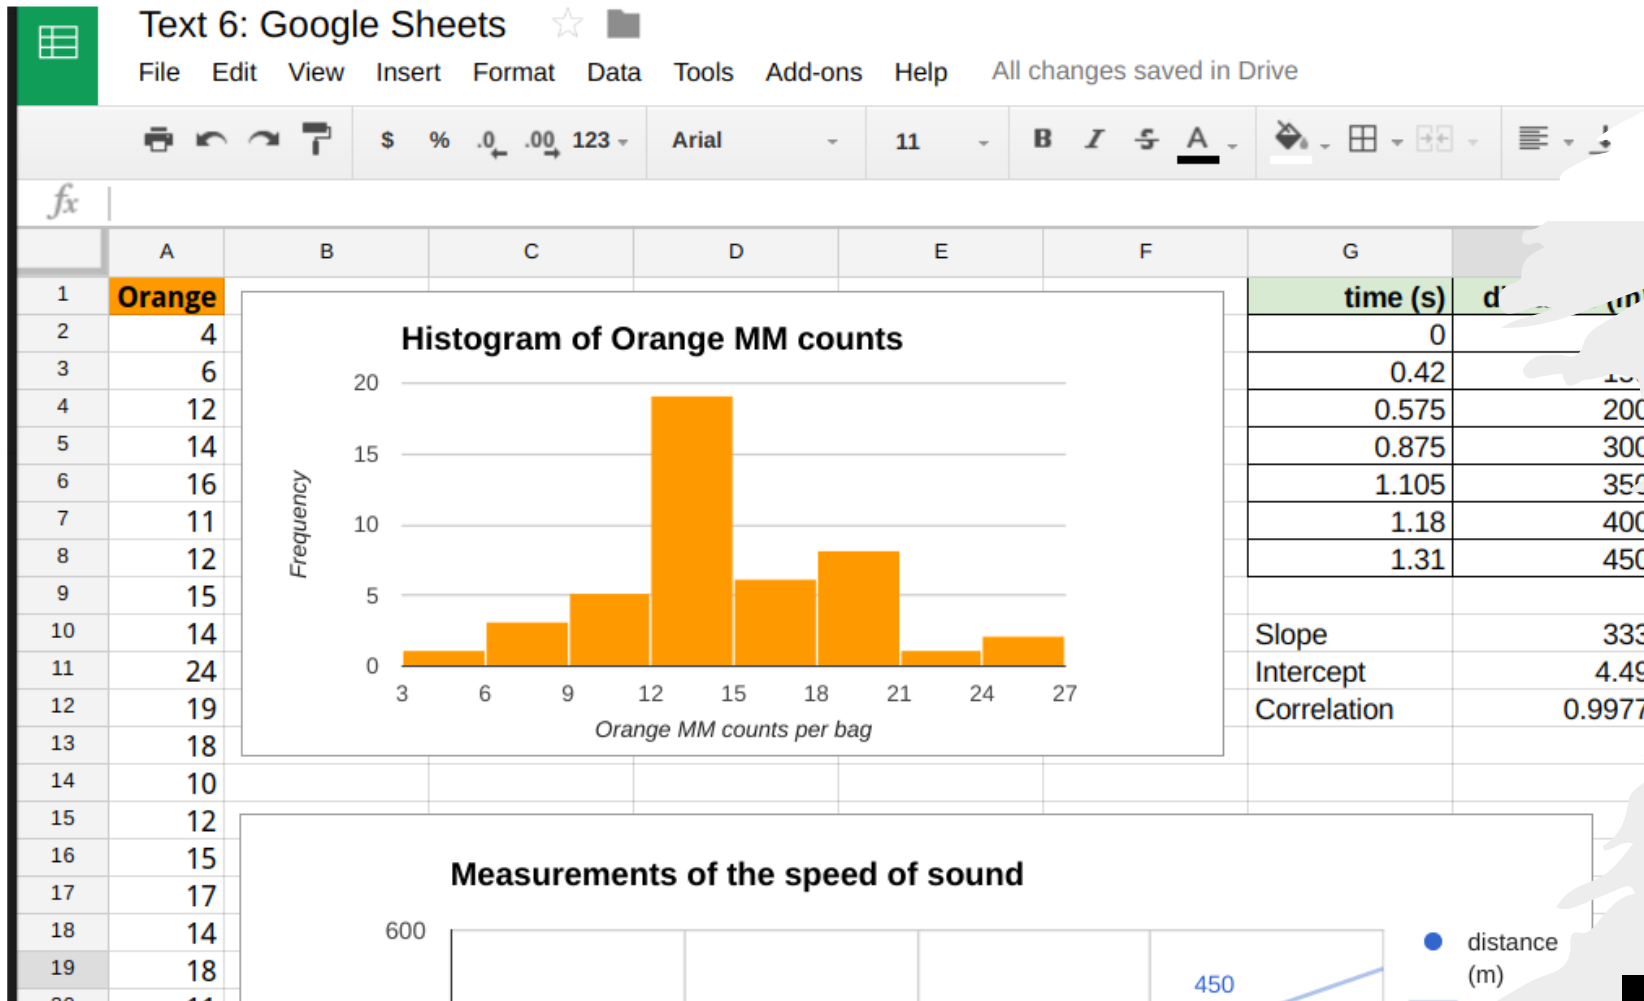 Text 6: Google Sheets
File Edit View Insert Format Data Tools Add-ons Help All changes saved in Drive
$ % .0 .00 123 Arial 11 B I S A
fx
A B C D E F G
1 Orange time (s)
2 4 0
3 6 0.42
4 12 0.575 200
5 14 0.875 300
6 16 1.105
7 11 1.18 400
8 12 1.31 450
9 15
10 14 Slope 333
11 24 Intercept 4.49
12 19 Correlation 0.9977
13 18
14 10
15 12
16 15
17 17
18 14
19 18
Histogram of Orange MM counts
20
15
10
5
0
Frequency
3 6 9 12 15 18 21 24 27
Orange MM counts per bag
Measurements of the speed of sound
600
450
distance
(m)